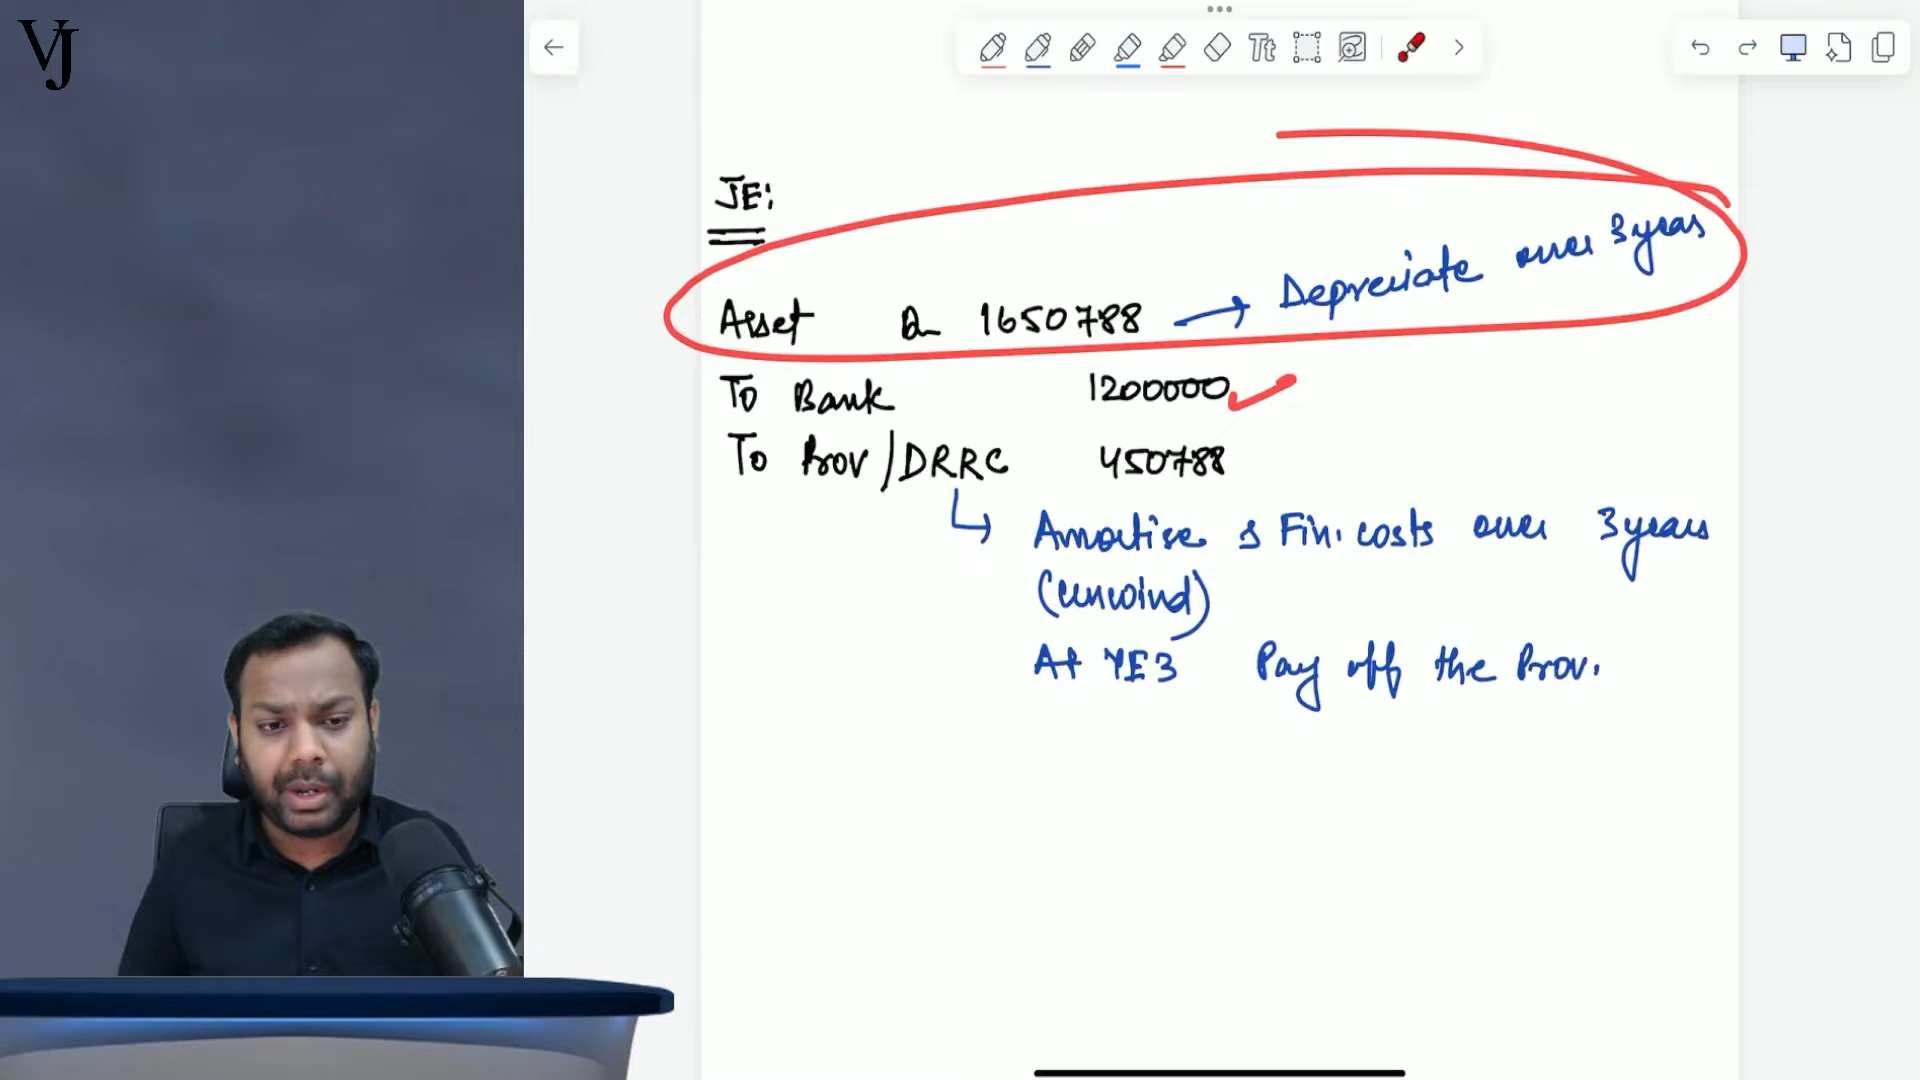 VJ
Tt
JE:
Asset Dr 1650788 → Depreciate over 3 years
To Bank 1200000 ✓
To Prov / DRRC 450788
↳ Amortise & Fin. costs over 3 years
(unwind)
At YE3 Pay off the Prov.